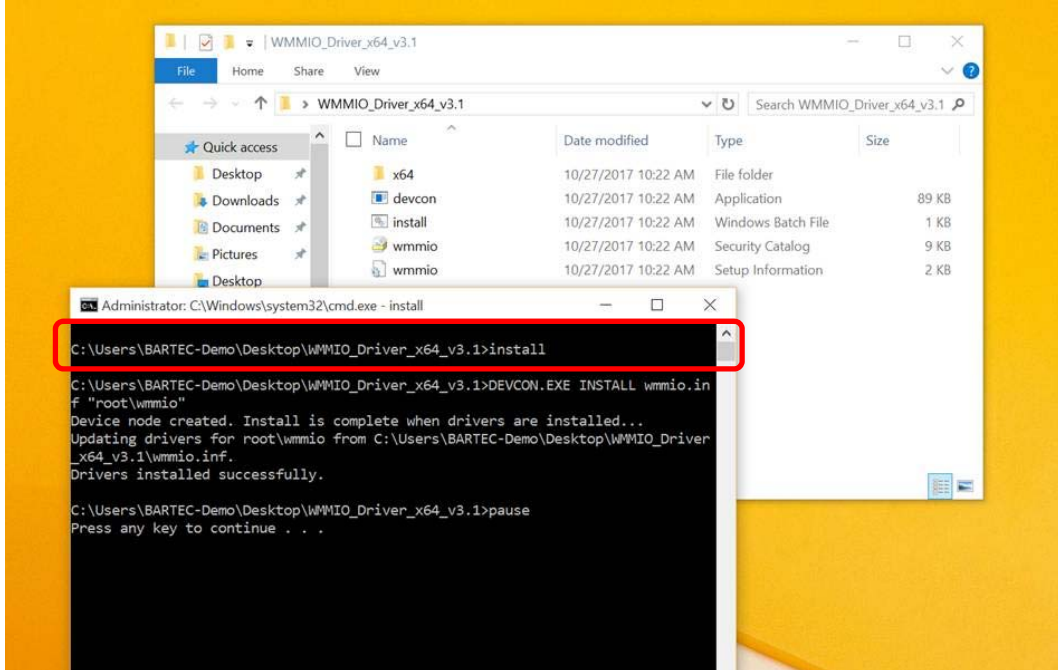 WMMIO_Driver_x64_v3.1
File Home Share View
WMMIO_Driver_x64_v3.1 Search WMMIO_Driver_x64_v3.1
Quick access
Desktop
Downloads
Documents
Pictures
Desktop
Name Date modified Type Size
x64 10/27/2017 10:22 AM File folder
devcon 10/27/2017 10:22 AM Application 89 KB
install 10/27/2017 10:22 AM Windows Batch File 1 KB
wmmio 10/27/2017 10:22 AM Security Catalog 9 KB
wmmio 10/27/2017 10:22 AM Setup Information 2 KB
Administrator: C:\Windows\system32\cmd.exe - install
C:\Users\BARTEC-Demo\Desktop\WMMIO_Driver_x64_v3.1>install
C:\Users\BARTEC-Demo\Desktop\WMMIO_Driver_x64_v3.1>DEVCON.EXE INSTALL wmmio.in
f "root\wmmio"
Device node created. Install is complete when drivers are installed...
Updating drivers for root\wmmio from C:\Users\BARTEC-Demo\Desktop\WMMIO_Driver
_x64_v3.1\wmmio.inf.
Drivers installed successfully.
C:\Users\BARTEC-Demo\Desktop\WMMIO_Driver_x64_v3.1>pause
Press any key to continue . . .